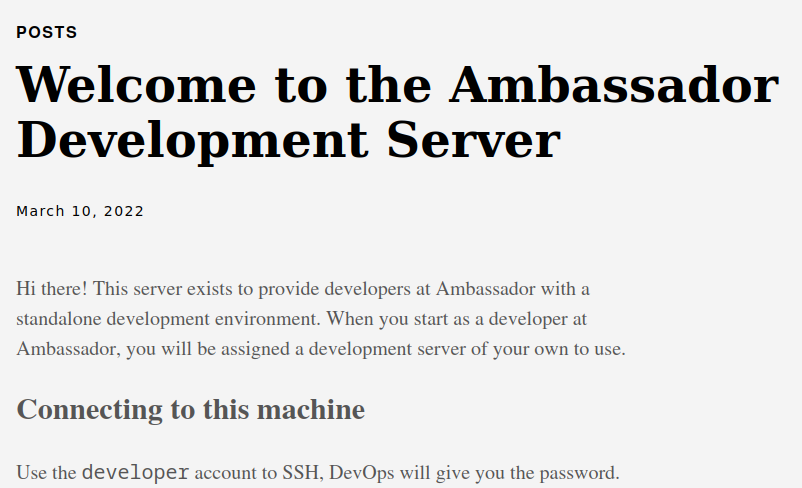 POSTS
Welcome to the Ambassador
Development Server
March 10, 2022
Hi there! This server exists to provide developers at Ambassador with a
standalone development environment. When you start as a developer at
Ambassador, you will be assigned a development server of your own to use.
Connecting to this machine
Use the developer account to SSH, DevOps will give you the password.